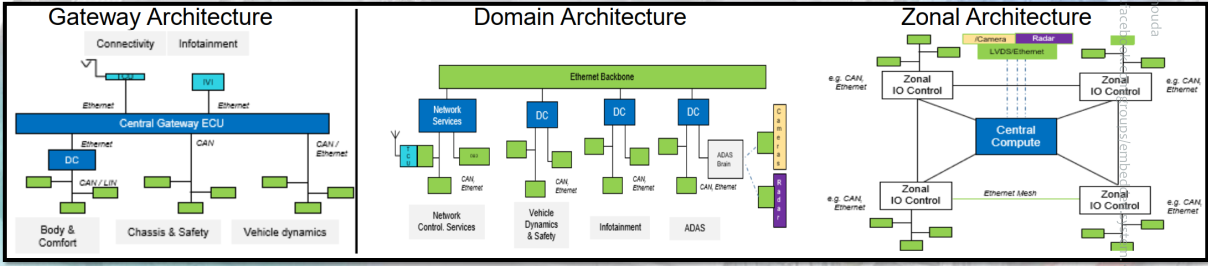 Gateway Architecture
Connectivity
Infotainment
TCU
IVI
Ethernet
Ethernet
Central Gateway ECU
Ethernet
CAN
CAN /
Ethernet
DC
CAN / LIN
Body &
Comfort
Chassis & Safety
Vehicle dynamics
Domain Architecture
Ethernet Backbone
Network
Services
DC
DC
DC
TCU
IVI
ADAS
Brain
Cameras
Radar
CAN,
Ethernet
CAN,
Ethernet
CAN,
Ethernet
CAN, Ethernet
Network
Control. Services
Vehicle
Dynamics
& Safety
Infotainment
ADAS
Zonal Architecture
/Camera
Radar
LVDS/Ethernet
e.g. CAN,
Ethernet
Zonal
IO Control
Zonal
IO Control
e.g. CAN,
Ethernet
Central
Compute
e.g. CAN,
Ethernet
Zonal
IO Control
Ethernet Mesh
Zonal
IO Control
e.g. CAN,
Ethernet